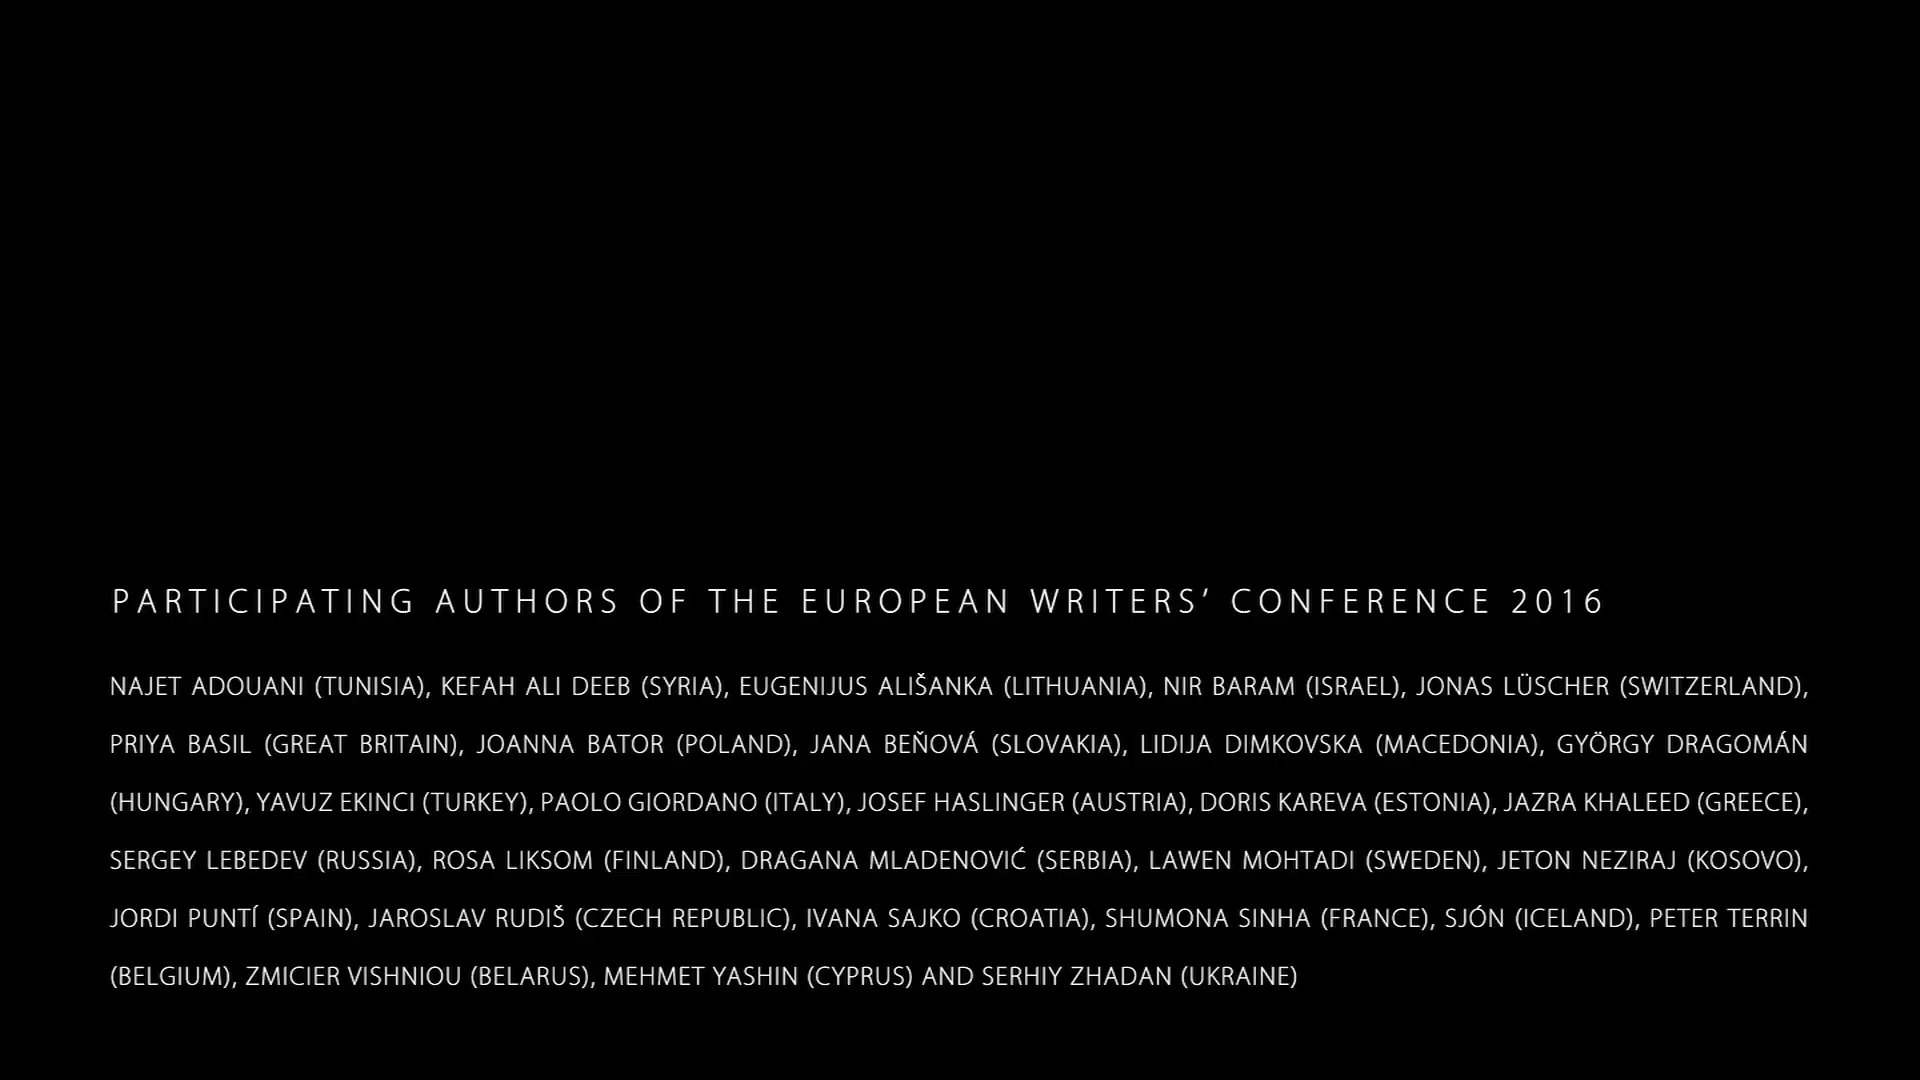 PARTICIPATING AUTHORS OF THE EUROPEAN WRITERS’ CONFERENCE 2016
NAJET ADOUANI (TUNISIA), KEFAH ALI DEEB (SYRIA), EUGENIJUS ALIŠANKA (LITHUANIA), NIR BARAM (ISRAEL), JONAS LÜSCHER (SWITZERLAND),
PRIYA BASIL (GREAT BRITAIN), JOANNA BATOR (POLAND), JANA BEŇOVÁ (SLOVAKIA), LIDIJA DIMKOVSKA (MACEDONIA), GYÖRGY DRAGOMÁN
(HUNGARY), YAVUZ EKINCI (TURKEY), PAOLO GIORDANO (ITALY), JOSEF HASLINGER (AUSTRIA), DORIS KAREVA (ESTONIA), JAZRA KHALEED (GREECE),
SERGEY LEBEDEV (RUSSIA), ROSA LIKSOM (FINLAND), DRAGANA MLADENOVIĆ (SERBIA), LAWEN MOHTADI (SWEDEN), JETON NEZIRAJ (KOSOVO),
JORDI PUNTÍ (SPAIN), JAROSLAV RUDIŠ (CZECH REPUBLIC), IVANA SAJKO (CROATIA), SHUMONA SINHA (FRANCE), SJÓN (ICELAND), PETER TERRIN
(BELGIUM), ZMICIER VISHNIOU (BELARUS), MEHMET YASHIN (CYPRUS) AND SERHIY ZHADAN (UKRAINE)